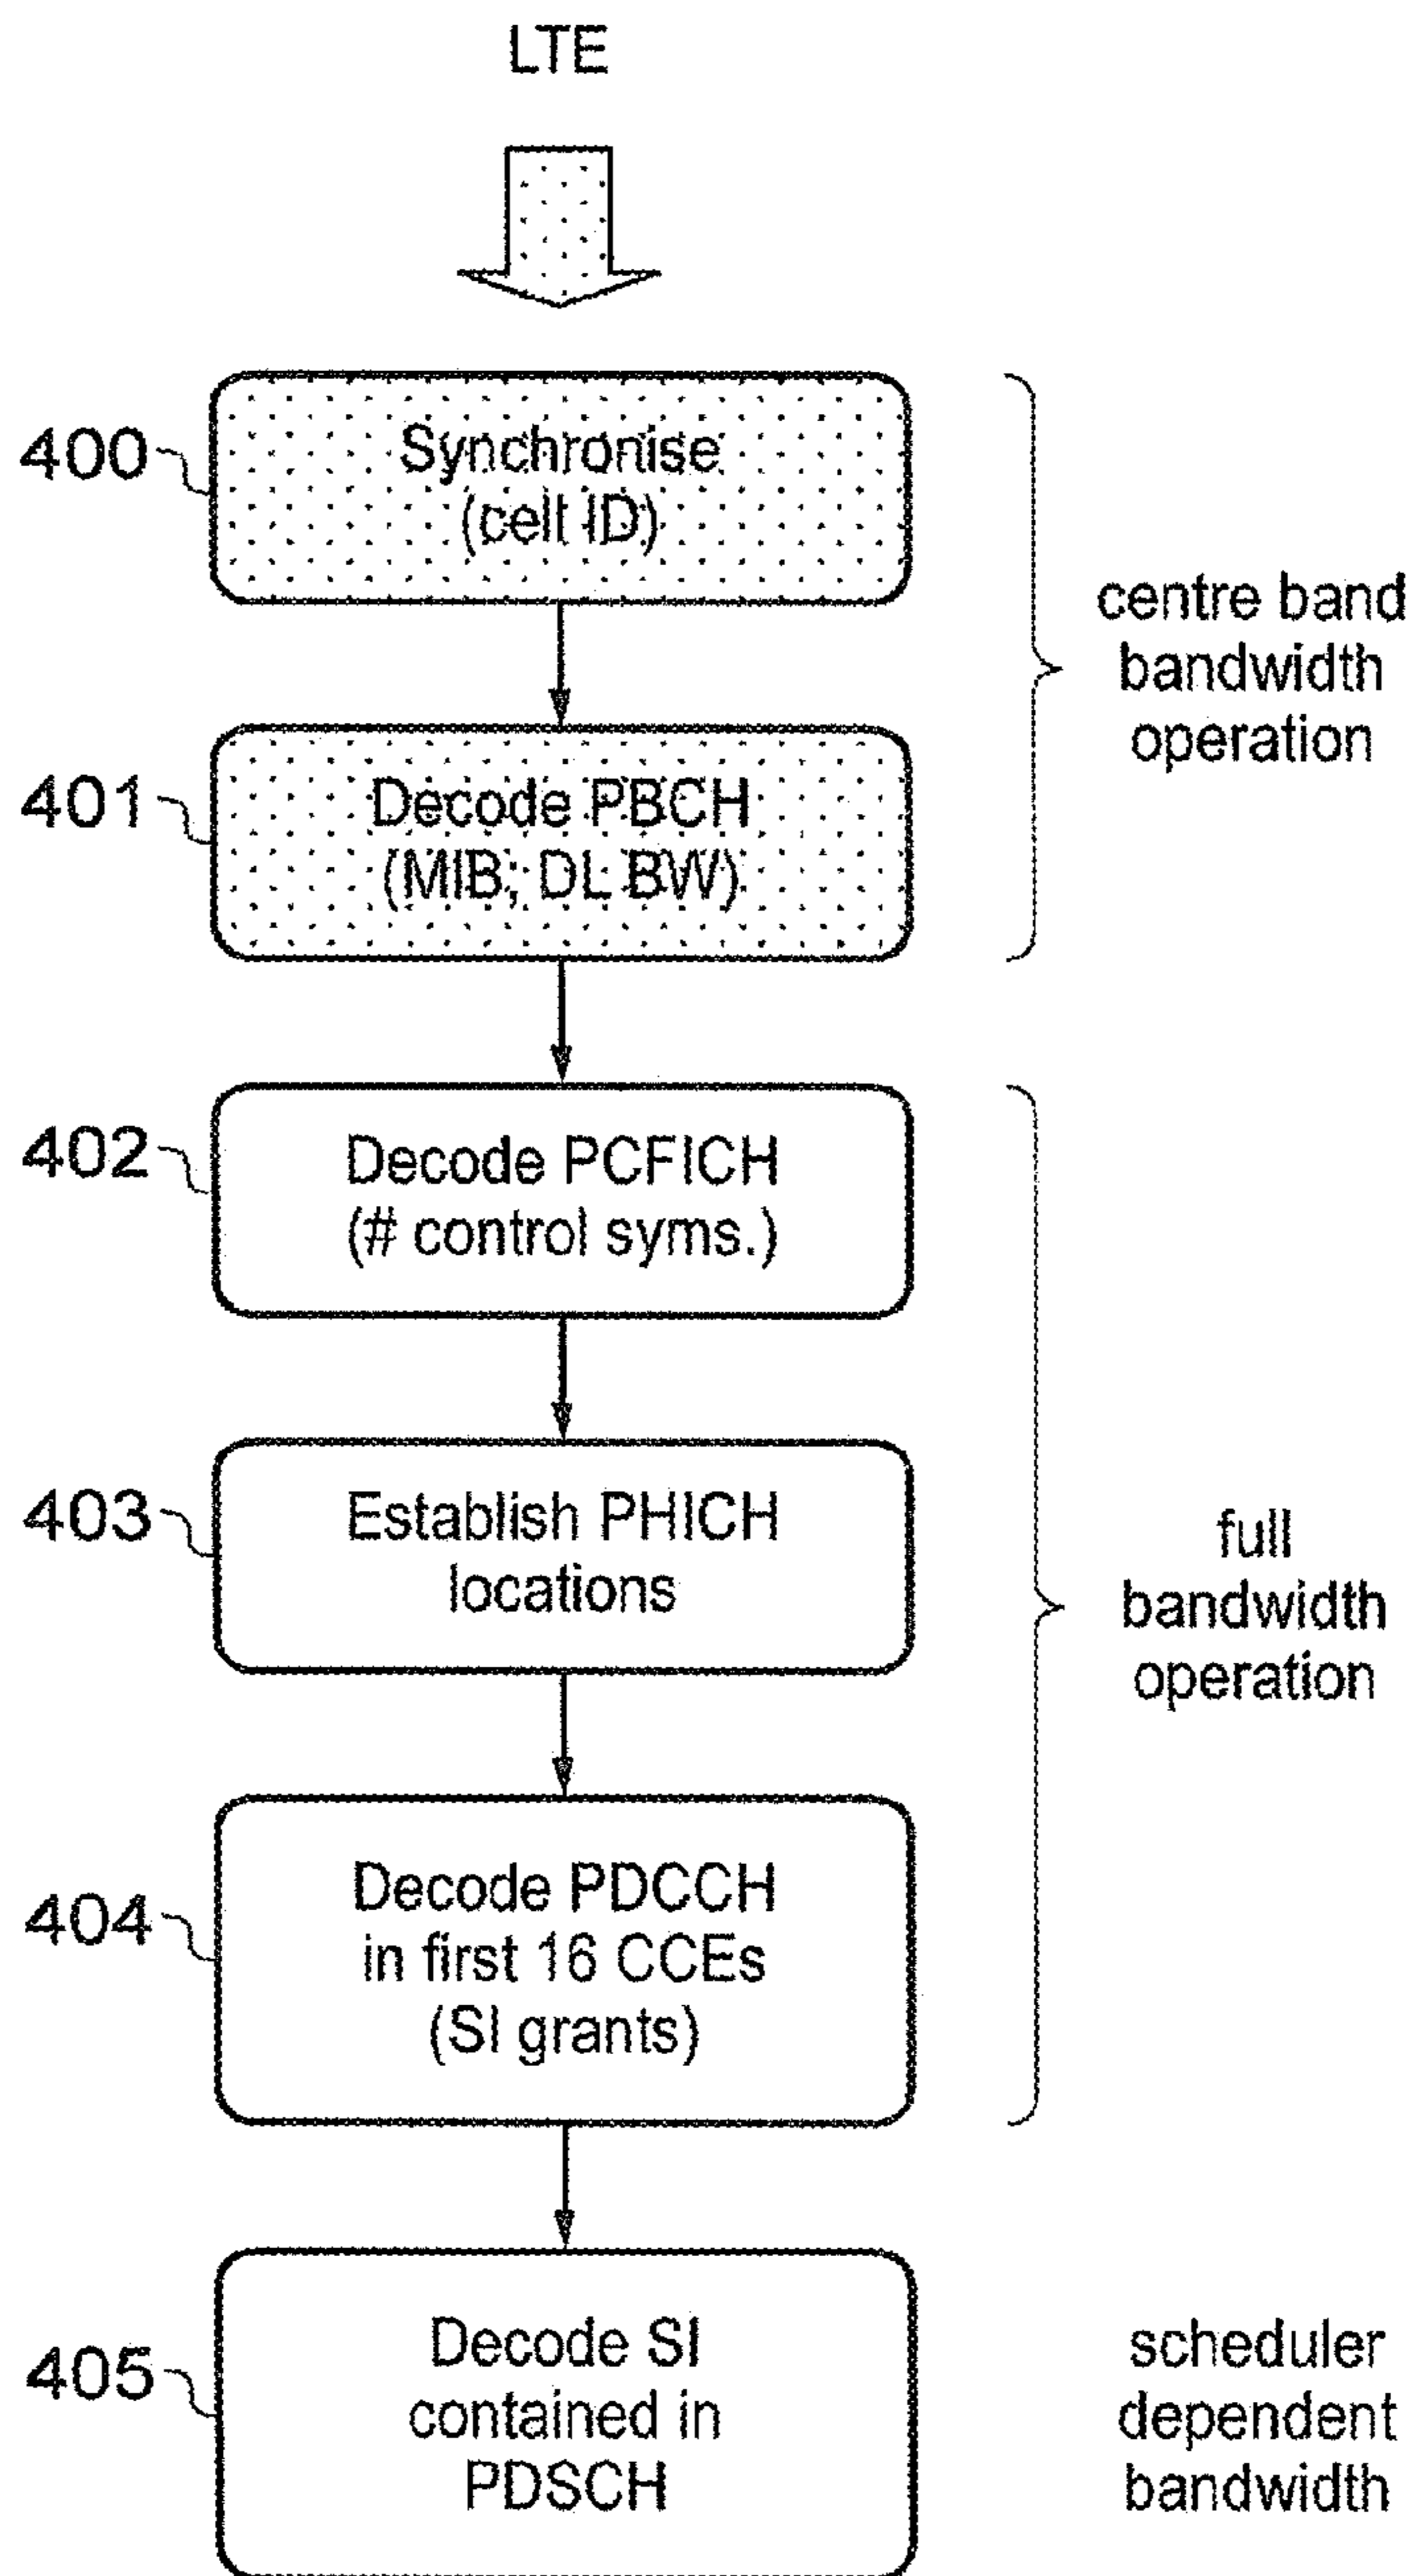 LTE
400
Synchronise
(cell ID)
centre band
bandwidth
operation
401
Decode PBCH
(MIB; DL BW)
402
Decode PCFICH
(# control syms.)
403
Establish PHICH
locations
full
bandwidth
operation
404
Decode PDCCH
in first 16 CCEs
(SI grants)
405
Decode SI
contained in
PDSCH
scheduler
dependent
bandwidth